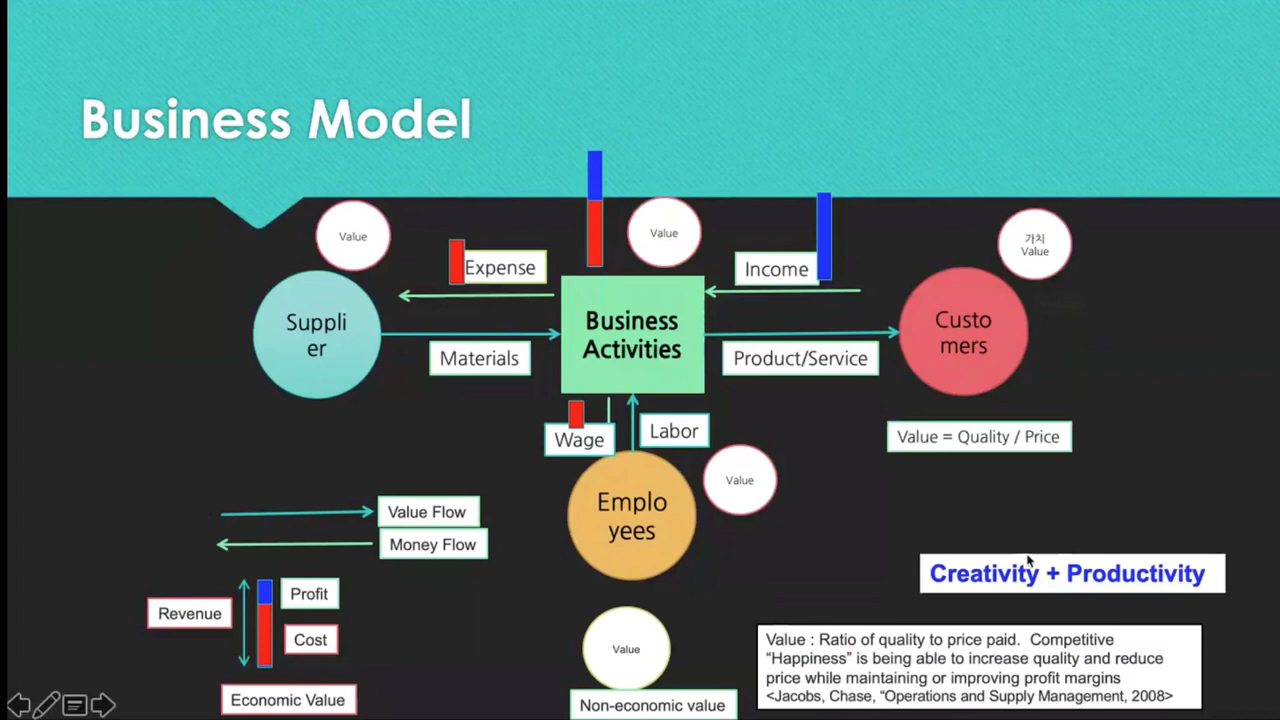 Business Model
Value
Value
가치
Value
Expense
Income
Suppli
er
Business
Activities
Custo
mers
Materials
Product/Service
Wage
Labor
Value = Quality / Price
Value
Emplo
yees
Value Flow
Money Flow
Creativity + Productivity
Profit
Revenue
Cost
Economic Value
Value
Non-economic value
Value : Ratio of quality to price paid.  Competitive
“Happiness” is being able to increase quality and reduce
price while maintaining or improving profit margins
<Jacobs, Chase, “Operations and Supply Management, 2008>